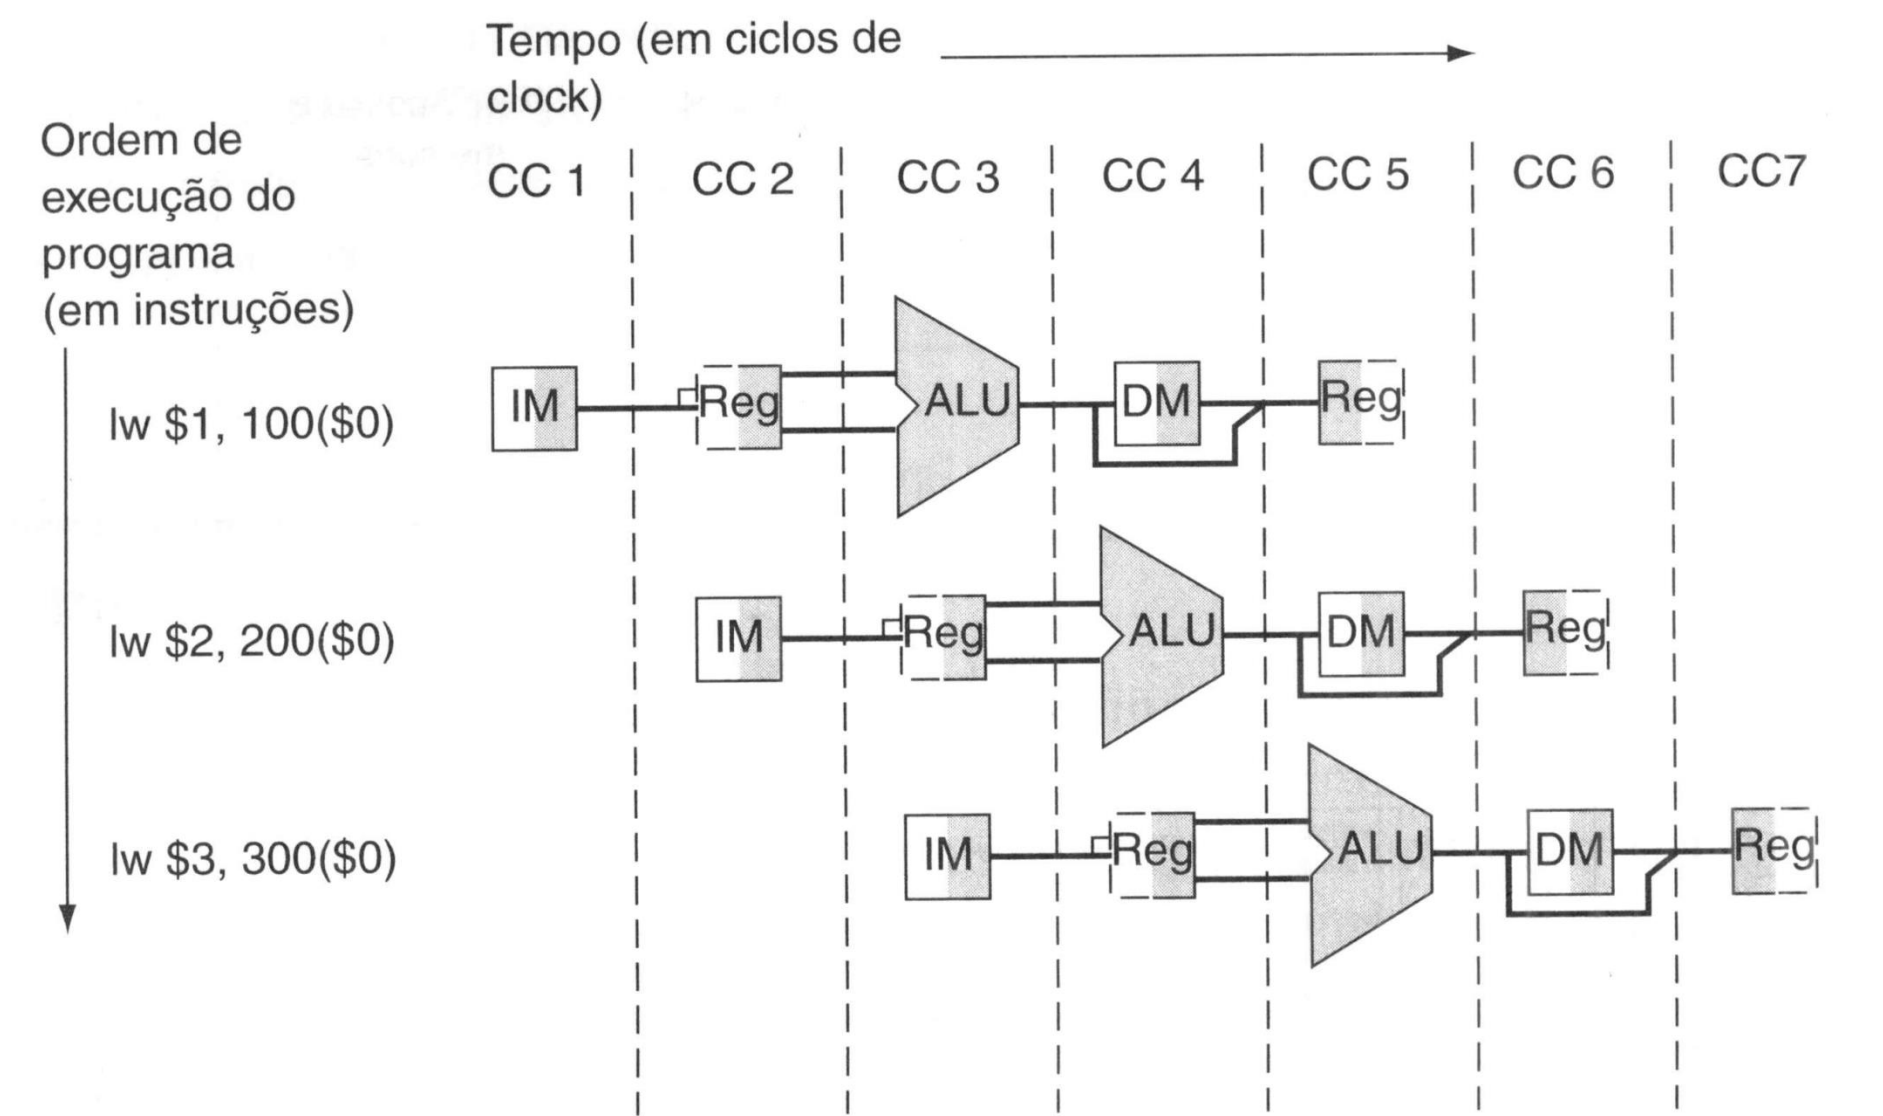 Tempo (em ciclos de
clock)
Ordem de
execução do
programa
(em instruções)
CC 1 CC 2 CC 3 CC 4 CC 5 CC 6 CC7
lw $1, 100($0)
IM Reg ALU DM Reg
lw $2, 200($0)
IM Reg ALU DM Reg
lw $3, 300($0)
IM Reg ALU DM Reg